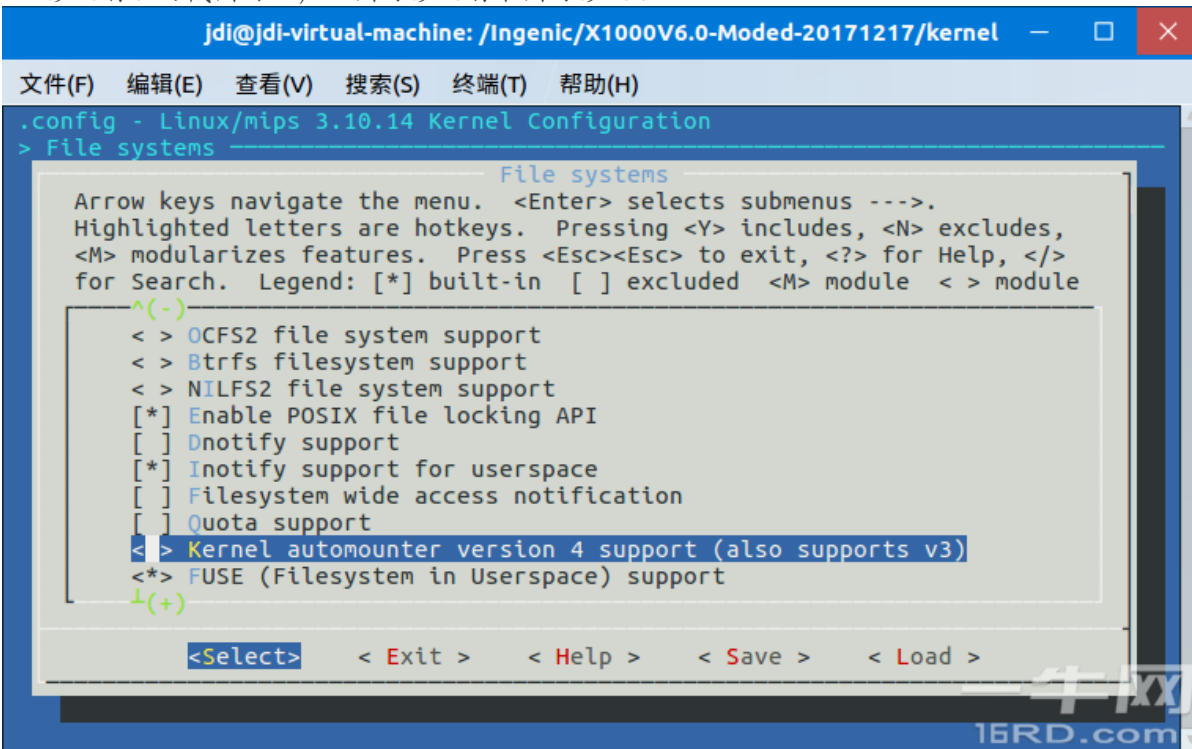 jdi@jdi-virtual-machine: /Ingenic/X1000V6.0-Moded-20171217/kernel
文件(F) 编辑(E) 查看(V) 搜索(S) 终端(T) 帮助(H)
.config - Linux/mips 3.10.14 Kernel Configuration
> File systems
File systems
Arrow keys navigate the menu. <Enter> selects submenus --->.
Highlighted letters are hotkeys. Pressing <Y> includes, <N> excludes,
<M> modularizes features. Press <Esc><Esc> to exit, <?> for Help, </>
for Search. Legend: [*] built-in [ ] excluded <M> module < > module
^(-)
< > OCFS2 file system support
< > Btrfs filesystem support
< > NILFS2 file system support
[*] Enable POSIX file locking API
[ ] Dnotify support
[*] Inotify support for userspace
[ ] Filesystem wide access notification
[ ] Quota support
< > Kernel automounter version 4 support (also supports v3)
<*> FUSE (Filesystem in Userspace) support
┴(+)
<Select> < Exit > < Help > < Save > < Load >
一牛网
16RD.com